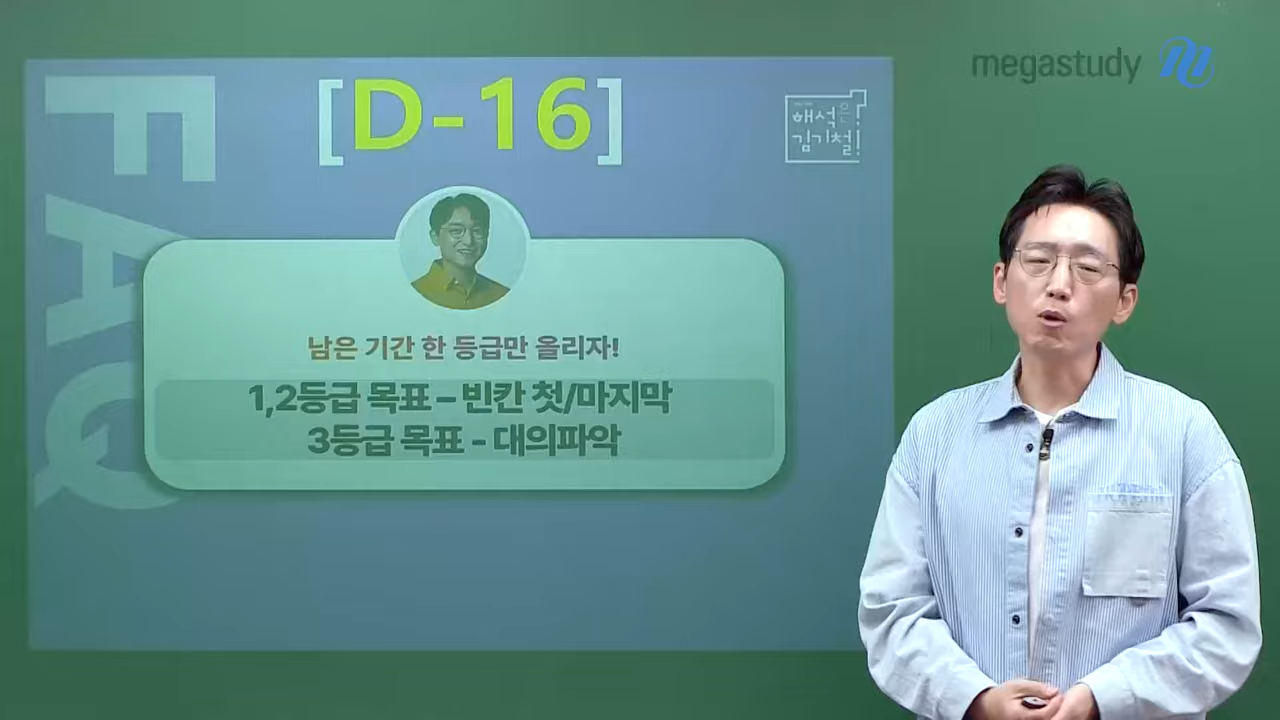 megastudy
FAQ
[D-16]
해석은?
김기철!
남은 기간 한 등급만 올리자!
1,2등급 목표 – 빈칸 첫/마지막
3등급 목표 - 대의파악